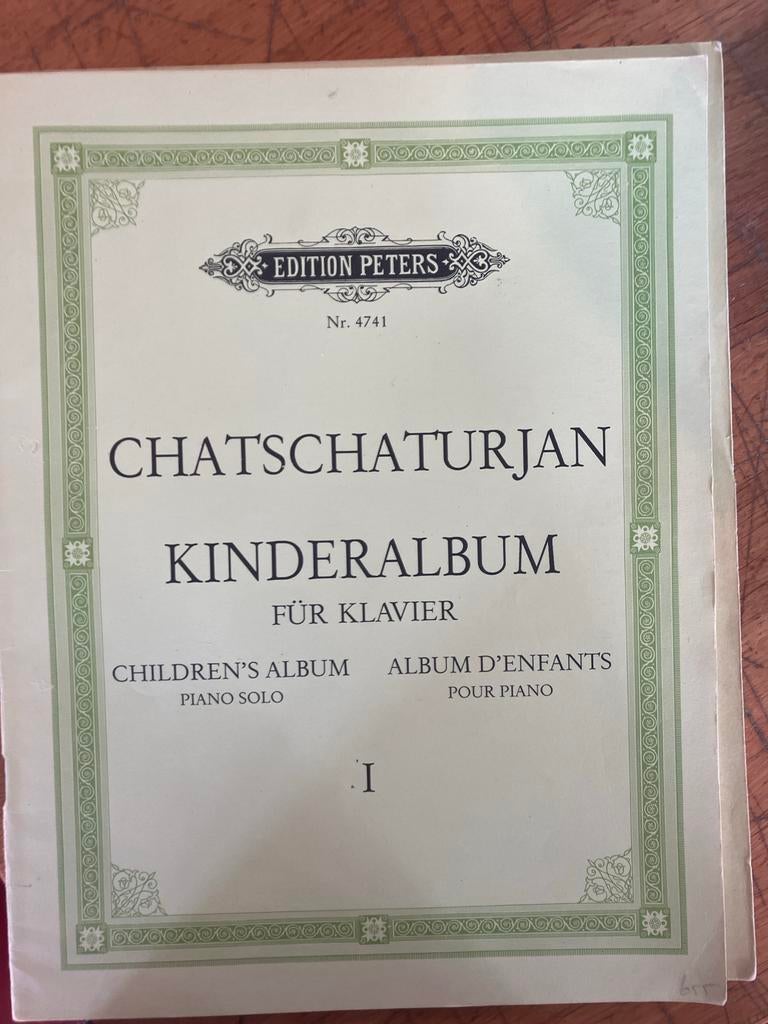 EDITION PETERS
Nr. 4741
CHATSCHATURJAN
KINDERALBUM
FÜR KLAVIER
CHILDREN'S ALBUM
PIANO SOLO
ALBUM D'ENFANTS
POUR PIANO
I